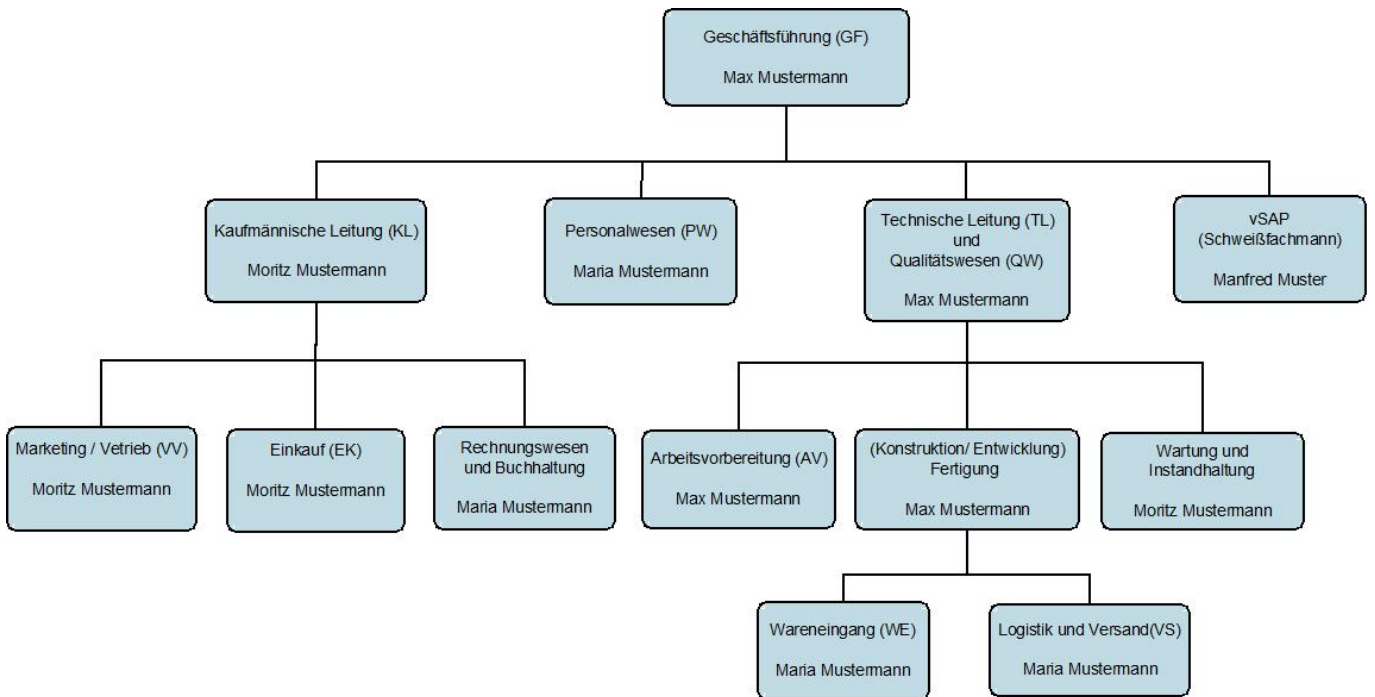 Geschäftsführung (GF)
Max Mustermann
Kaufmännische Leitung (KL)
Moritz Mustermann
Personalwesen (PW)
Maria Mustermann
Technische Leitung (TL)
und
Qualitätswesen (QW)
Max Mustermann
vSAP
(Schweißfachmann)
Manfred Muster
Marketing / Vetrieb (VV)
Moritz Mustermann
Einkauf (EK)
Moritz Mustermann
Rechnungswesen
und Buchhaltung
Maria Mustermann
Arbeitsvorbereitung (AV)
Max Mustermann
(Konstruktion/ Entwicklung)
Fertigung
Max Mustermann
Wartung und
Instandhaltung
Moritz Mustermann
Wareneingang (WE)
Maria Mustermann
Logistik und Versand(VS)
Maria Mustermann